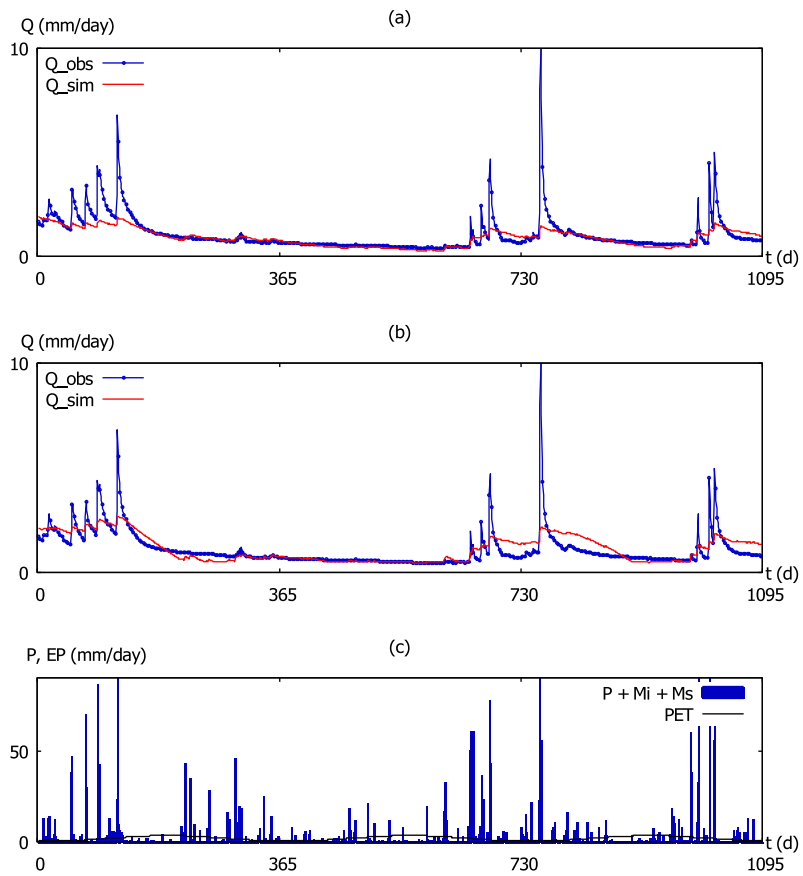 (a)
Q (mm/day)
10
Q_obs
Q_sim
0
t (d)
0 365 730 1095
(b)
Q (mm/day)
10
Q_obs
Q_sim
0
t (d)
0 365 730 1095
(c)
P, EP (mm/day)
P + Mi + Ms
PET
50
0
t (d)
0 365 730 1095